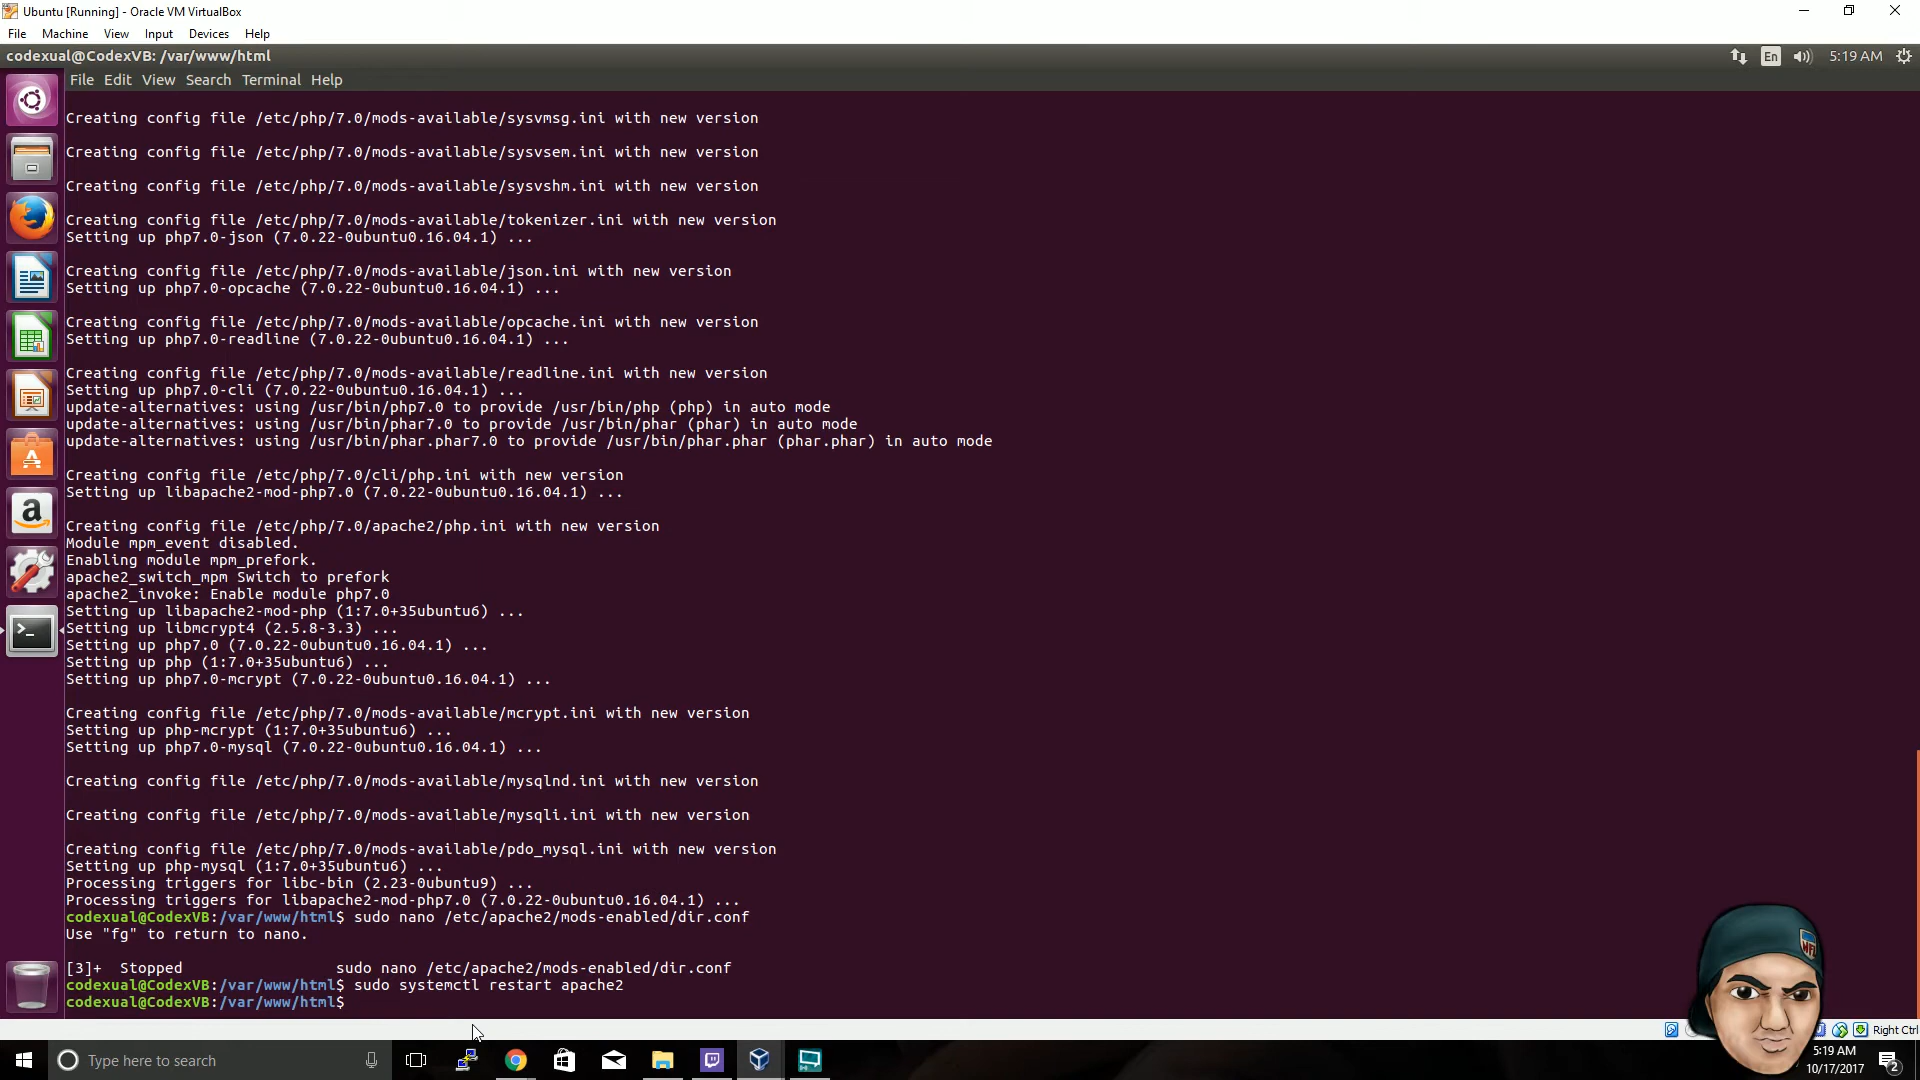 Ubuntu [Running] - Oracle VM VirtualBox
File Machine View Input Devices Help
codexual@CodexVB: /var/www/html
En 5:19 AM
File Edit View Search Terminal Help
Creating config file /etc/php/7.0/mods-available/sysvmsg.ini with new version
Creating config file /etc/php/7.0/mods-available/sysvsem.ini with new version
Creating config file /etc/php/7.0/mods-available/sysvshm.ini with new version
Creating config file /etc/php/7.0/mods-available/tokenizer.ini with new version
Setting up php7.0-json (7.0.22-0ubuntu0.16.04.1) ...
Creating config file /etc/php/7.0/mods-available/json.ini with new version
Setting up php7.0-opcache (7.0.22-0ubuntu0.16.04.1) ...
Creating config file /etc/php/7.0/mods-available/opcache.ini with new version
Setting up php7.0-readline (7.0.22-0ubuntu0.16.04.1) ...
Creating config file /etc/php/7.0/mods-available/readline.ini with new version
Setting up php7.0-cli (7.0.22-0ubuntu0.16.04.1) ...
update-alternatives: using /usr/bin/php7.0 to provide /usr/bin/php (php) in auto mode
update-alternatives: using /usr/bin/phar7.0 to provide /usr/bin/phar (phar) in auto mode
update-alternatives: using /usr/bin/phar.phar7.0 to provide /usr/bin/phar.phar (phar.phar) in auto mode
Creating config file /etc/php/7.0/cli/php.ini with new version
Setting up libapache2-mod-php7.0 (7.0.22-0ubuntu0.16.04.1) ...
Creating config file /etc/php/7.0/apache2/php.ini with new version
Module mpm_event disabled.
Enabling module mpm_prefork.
apache2_switch_mpm Switch to prefork
apache2_invoke: Enable module php7.0
Setting up libapache2-mod-php (1:7.0+35ubuntu6) ...
Setting up libmcrypt4 (2.5.8-3.3) ...
Setting up php7.0 (7.0.22-0ubuntu0.16.04.1) ...
Setting up php (1:7.0+35ubuntu6) ...
Setting up php7.0-mcrypt (7.0.22-0ubuntu0.16.04.1) ...
Creating config file /etc/php/7.0/mods-available/mcrypt.ini with new version
Setting up php-mcrypt (1:7.0+35ubuntu6) ...
Setting up php7.0-mysql (7.0.22-0ubuntu0.16.04.1) ...
Creating config file /etc/php/7.0/mods-available/mysqlnd.ini with new version
Creating config file /etc/php/7.0/mods-available/mysqli.ini with new version
Creating config file /etc/php/7.0/mods-available/pdo_mysql.ini with new version
Setting up php-mysql (1:7.0+35ubuntu6) ...
Processing triggers for libc-bin (2.23-0ubuntu9) ...
Processing triggers for libapache2-mod-php7.0 (7.0.22-0ubuntu0.16.04.1) ...
codexual@CodexVB:/var/www/html$ sudo nano /etc/apache2/mods-enabled/dir.conf
Use "fg" to return to nano.
[3]+ Stopped sudo nano /etc/apache2/mods-enabled/dir.conf
codexual@CodexVB:/var/www/html$ sudo systemctl restart apache2
codexual@CodexVB:/var/www/html$
Right Ctrl
Type here to search
5:19 AM
10/17/2017
2